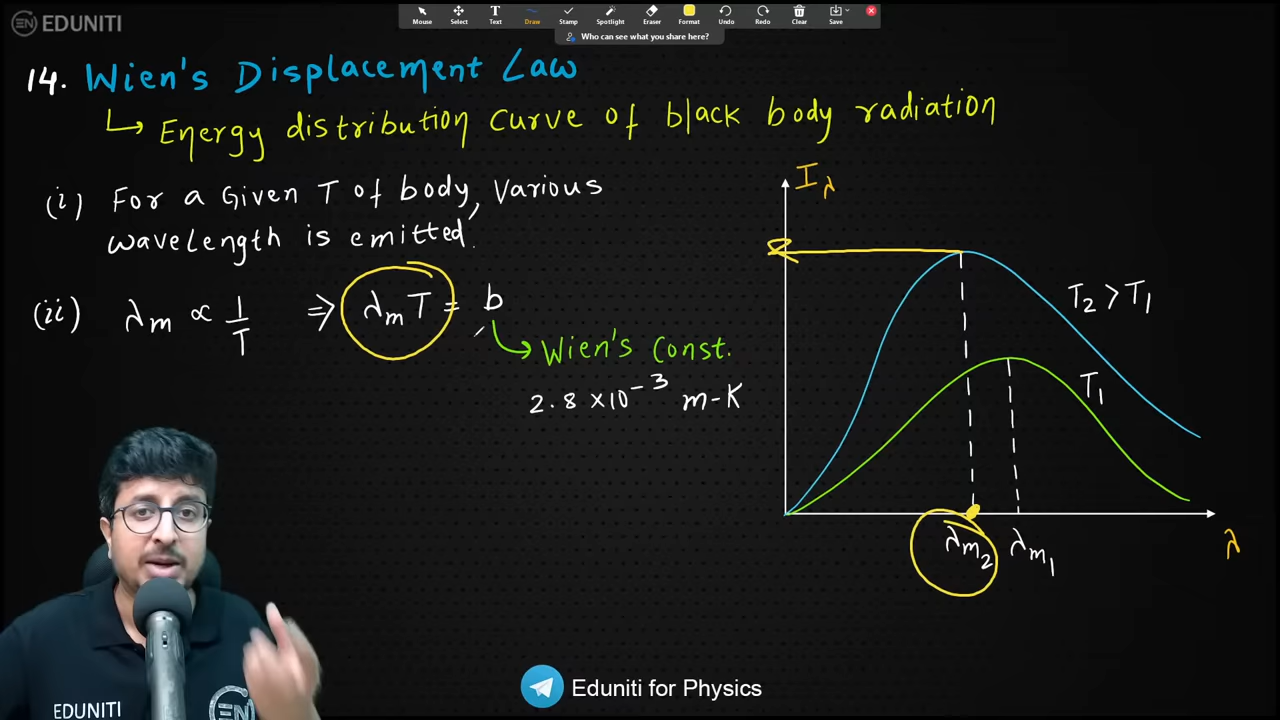 EDUNITI
Mouse Select Text Draw Stamp Spotlight Eraser Format Undo Redo Clear Save
Who can see what you share here?
14. Wien's Displacement Law
↳ Energy distribution curve of black body radiation
(i) For a Given T of body, various
wavelength is emitted.
(ii) λm ∝ 1/T ⇒ λm T = b
Wien's Const.
2.8 × 10⁻³ m-K
Iλ
T₂ > T₁
T₁
λm₂ λm₁
λ
EDUNITI
EN
Eduniti for Physics